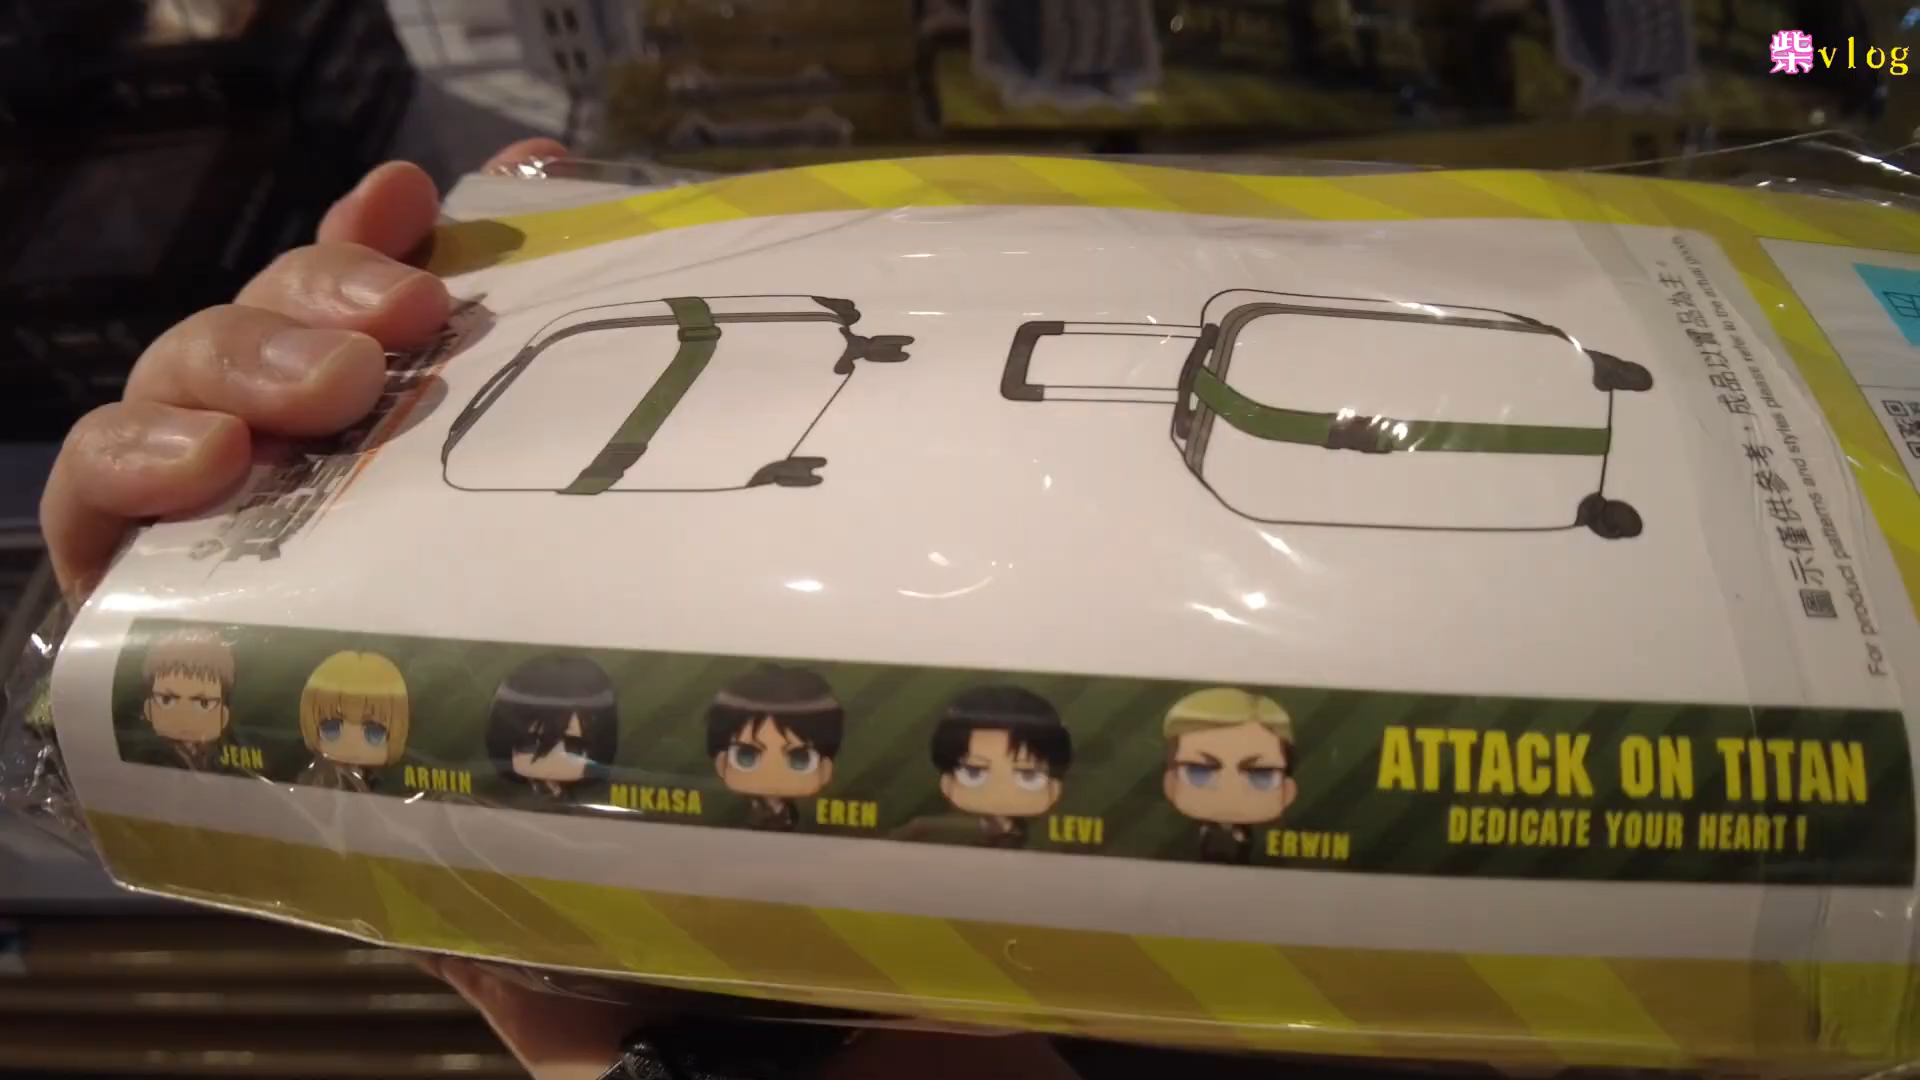 柴vlog
圖示僅供參考，成品以實品為主。
For product patterns and styles please refer to the actual goods
JEAN
ARMIN
MIKASA
EREN
LEVI
ERWIN
ATTACK ON TITAN
DEDICATE YOUR HEART!